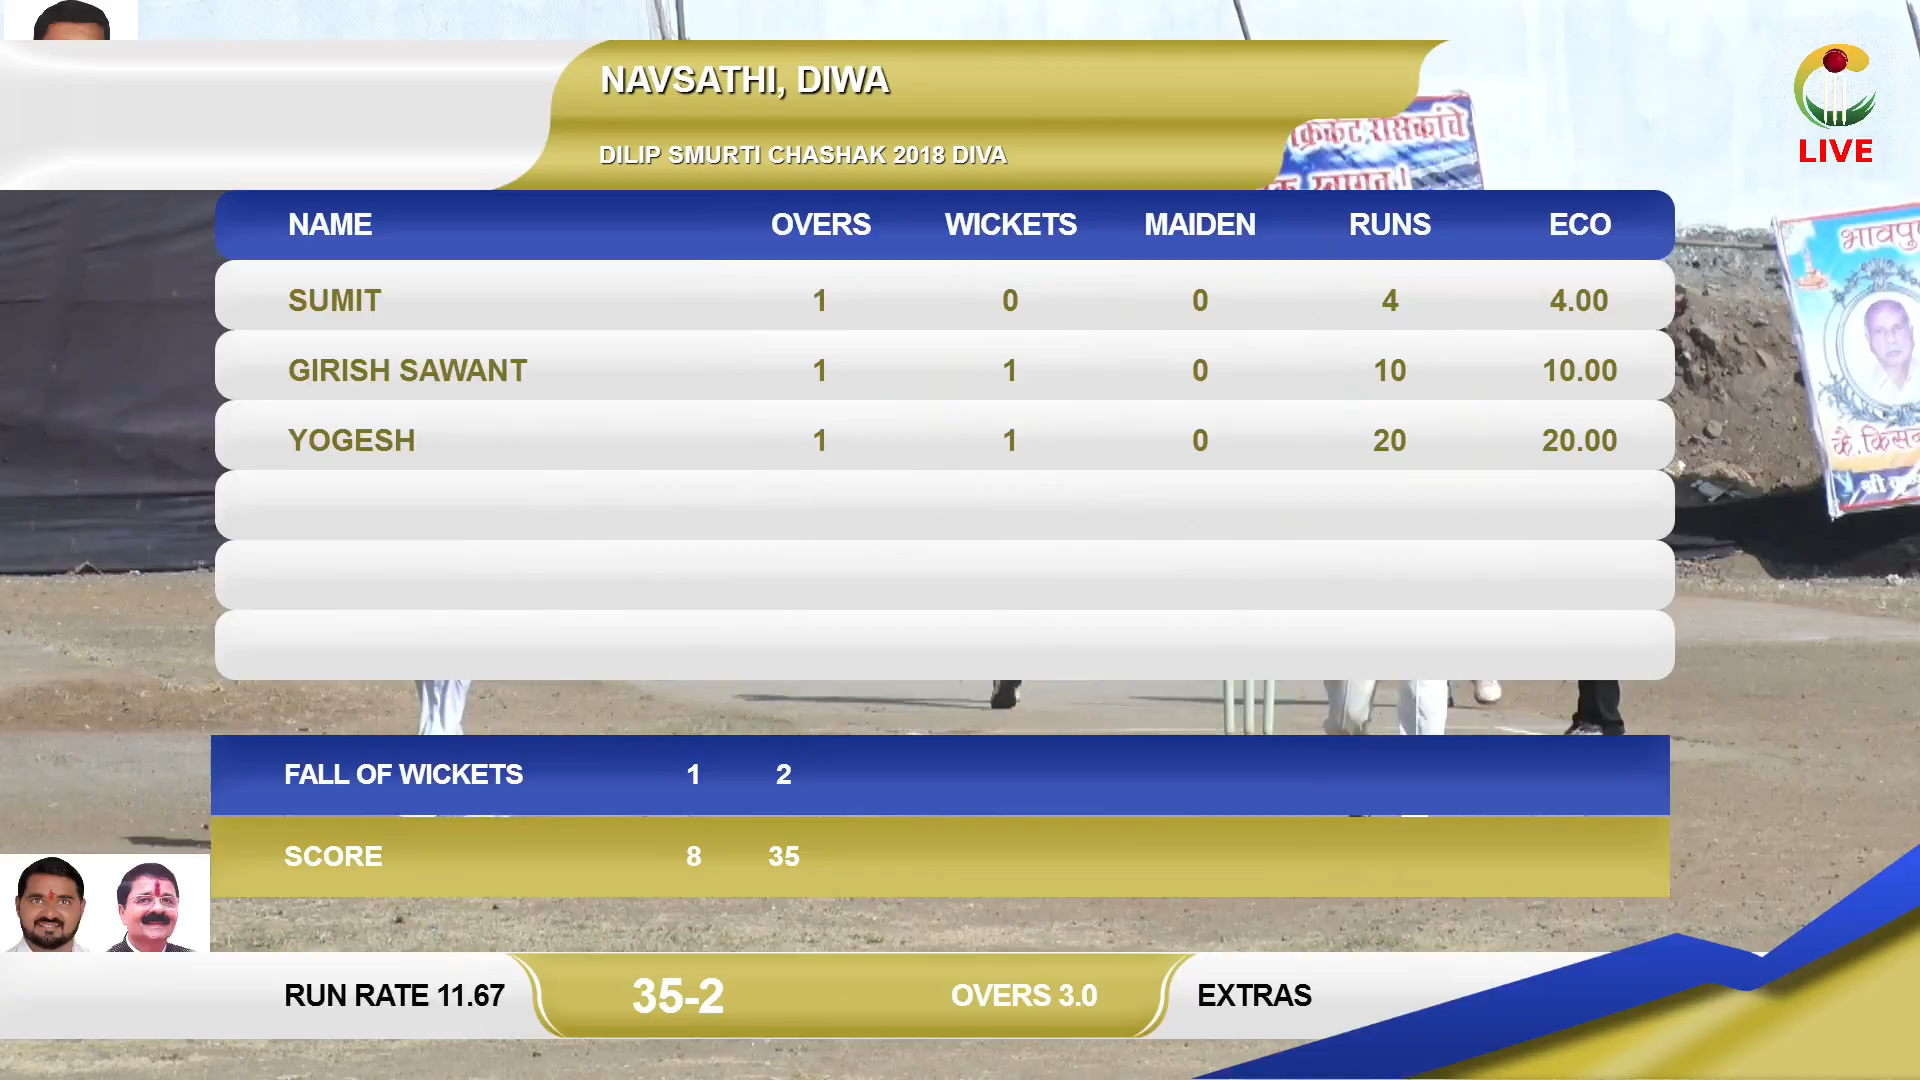 NAVSATHI, DIWA
DILIP SMURTI CHASHAK 2018 DIVA
LIVE
क्रिकेट रसिकांचे
स्वागत।
NAME OVERS WICKETS MAIDEN RUNS ECO
SUMIT 1 0 0 4 4.00
GIRISH SAWANT 1 1 0 10 10.00
YOGESH 1 1 0 20 20.00
FALL OF WICKETS 1 2
SCORE 8 35
RUN RATE 11.67 35-2 OVERS 3.0 EXTRAS